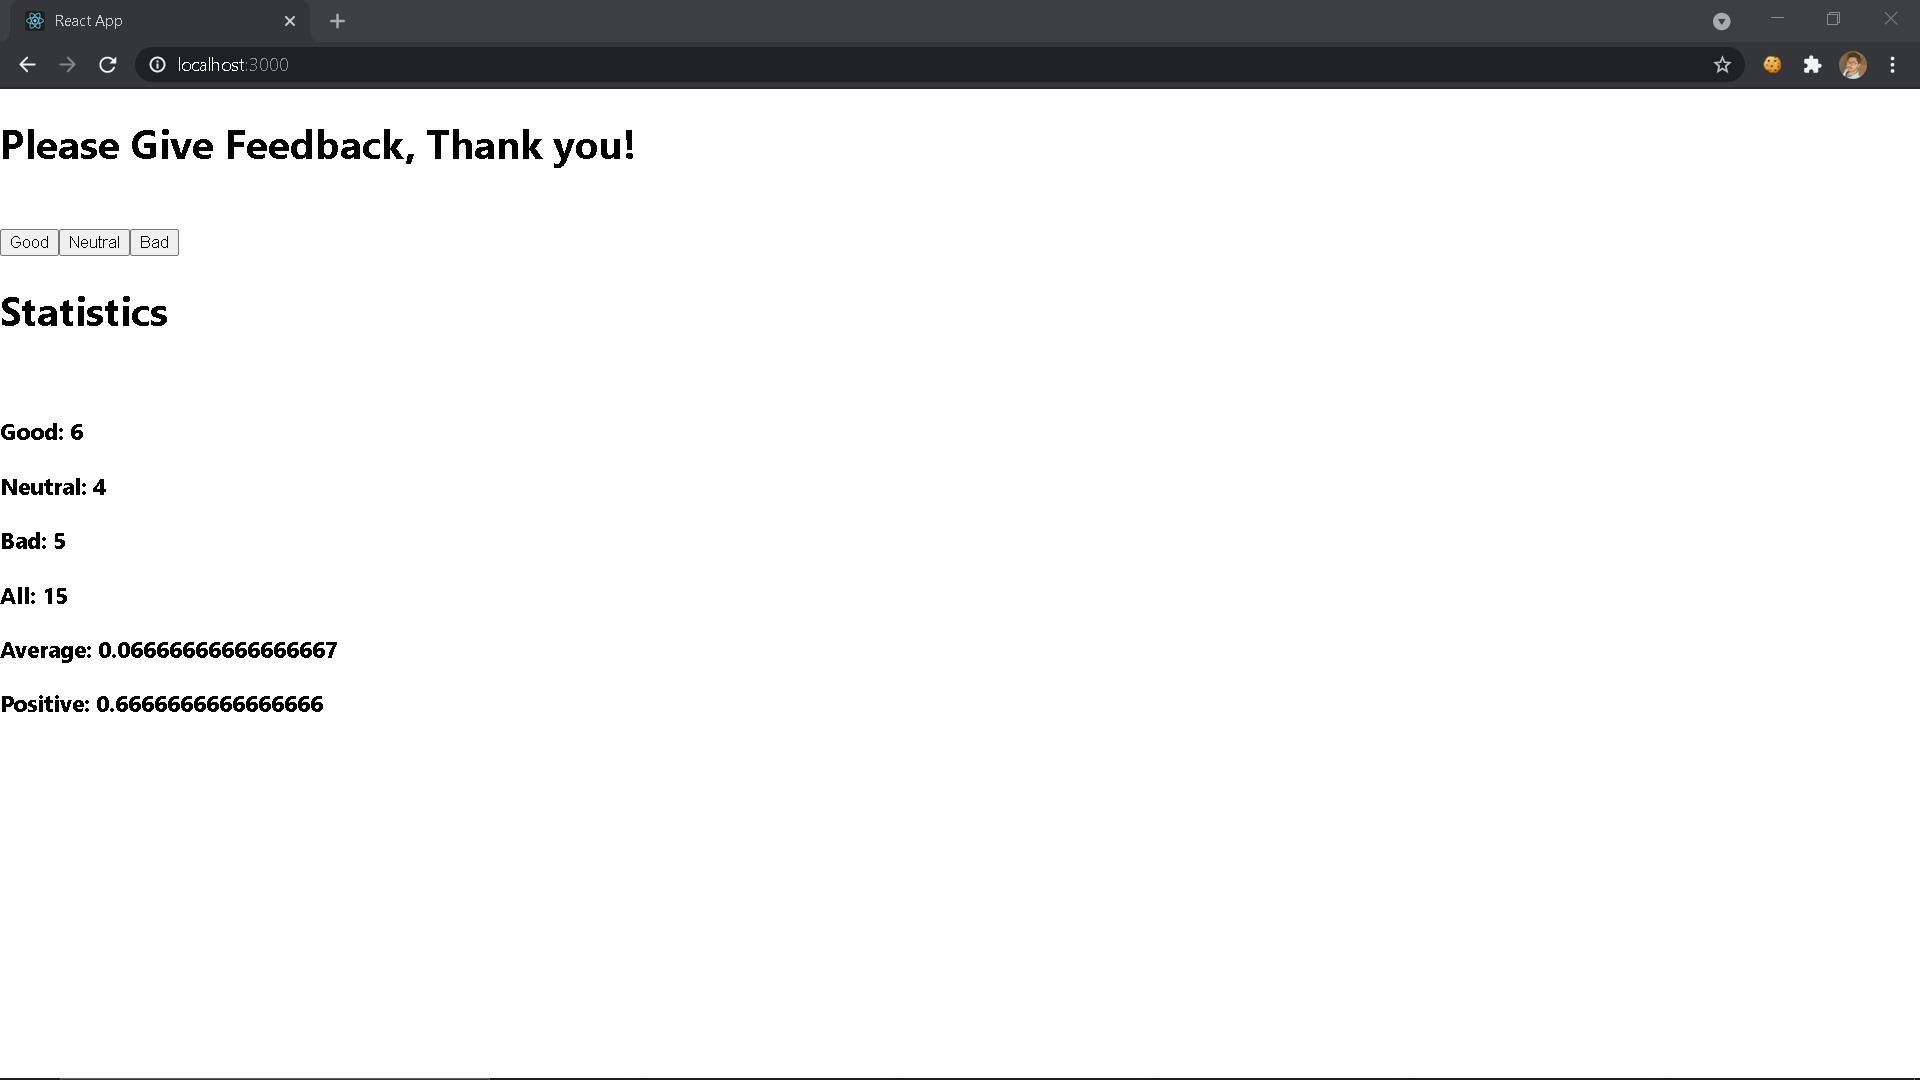 React App
localhost:3000
Please Give Feedback, Thank you!
Good Neutral Bad
Statistics
Good: 6
Neutral: 4
Bad: 5
All: 15
Average: 0.06666666666666667
Positive: 0.6666666666666666